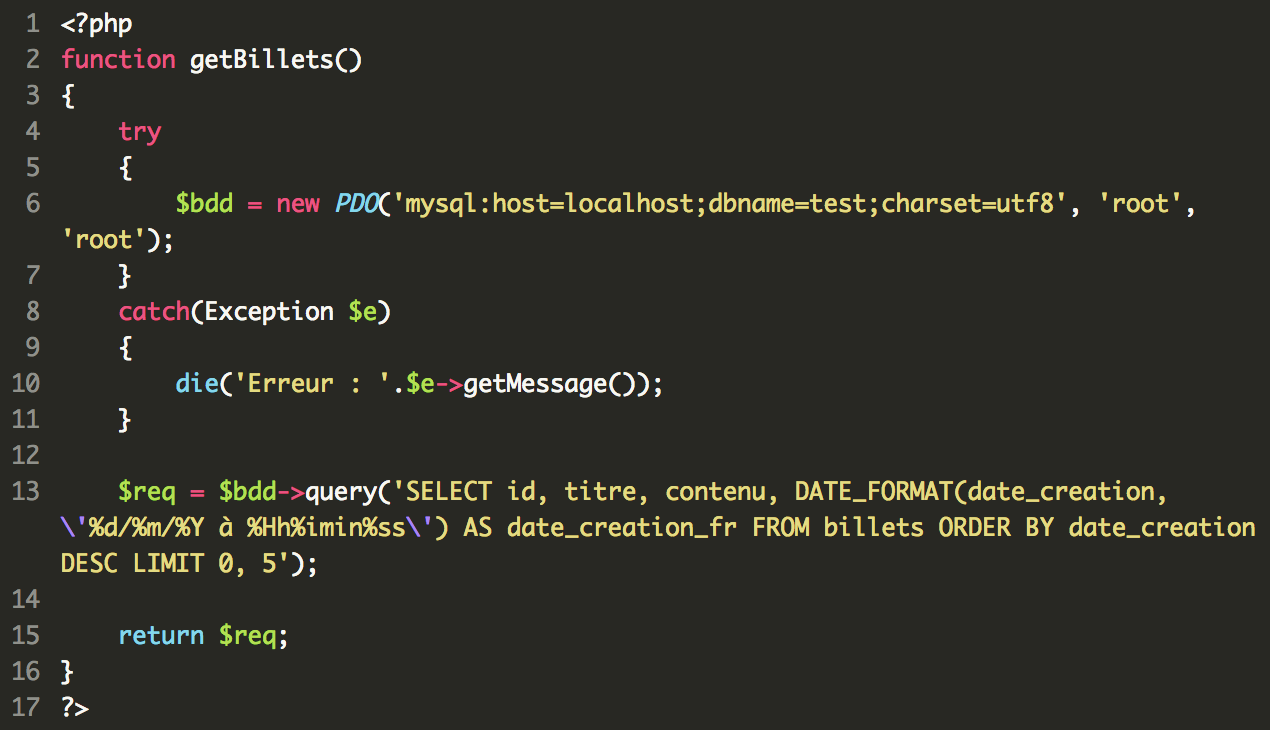 1 <?php
2 function getBillets()
3 {
4     try
5     {
6         $bdd = new PDO('mysql:host=localhost;dbname=test;charset=utf8', 'root',
'root');
7     }
8     catch(Exception $e)
9     {
10         die('Erreur : '.$e->getMessage());
11     }
12
13     $req = $bdd->query('SELECT id, titre, contenu, DATE_FORMAT(date_creation,
\'%d/%m/%Y à %Hh%imin%ss\') AS date_creation_fr FROM billets ORDER BY date_creation
DESC LIMIT 0, 5');
14
15     return $req;
16 }
17 ?>